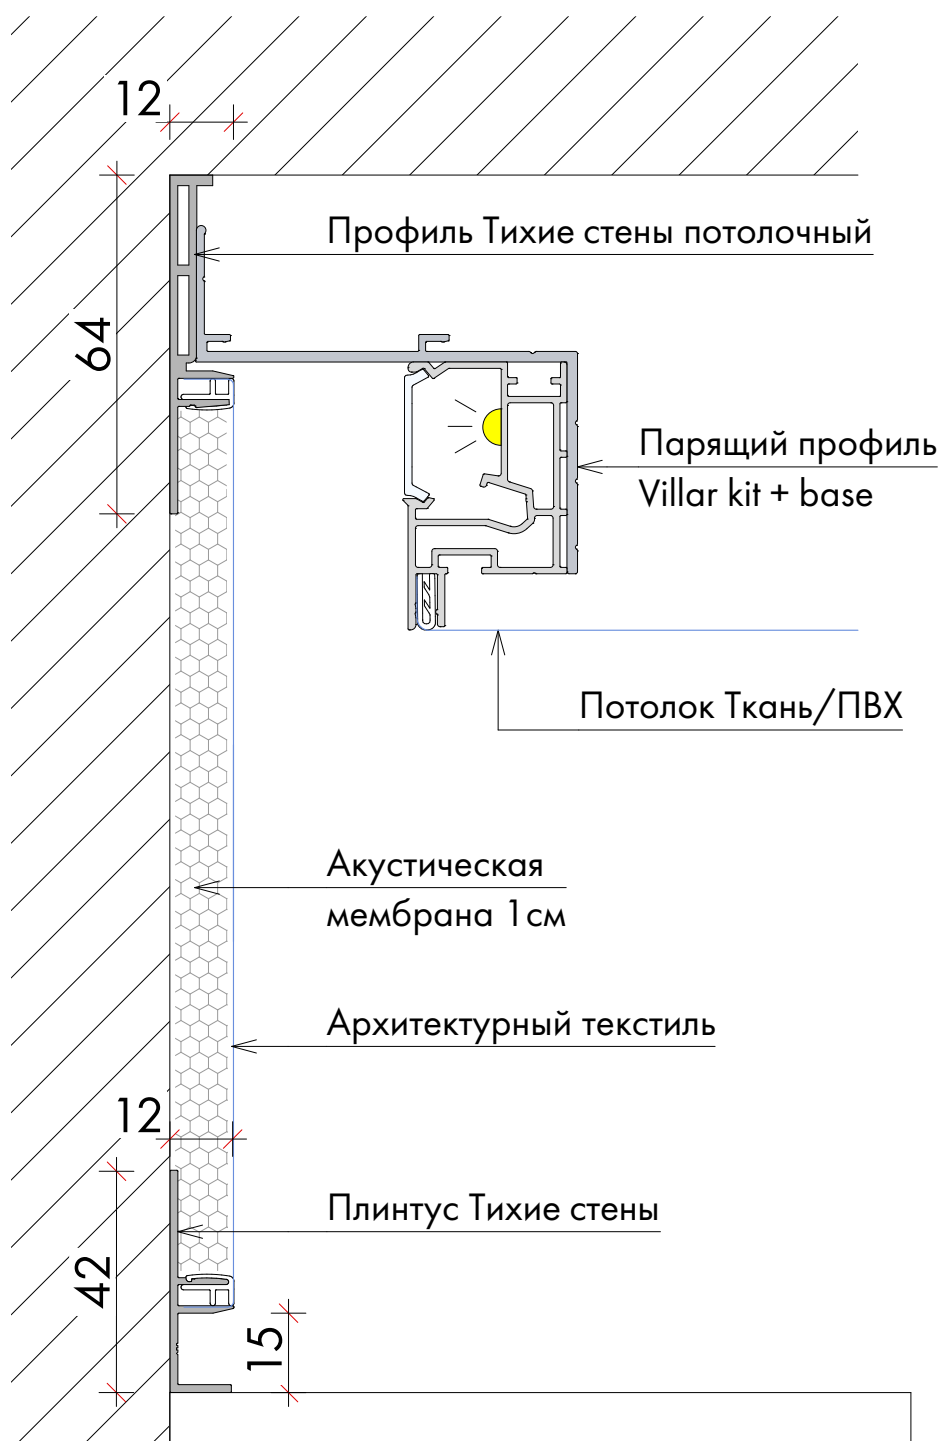 12
Профиль Тихие стены потолочный
64
Парящий профиль
Villar kit + base
Потолок Ткань/ПВХ
Акустическая
мембрана 1см
Архитектурный текстиль
12
Плинтус Тихие стены
42
15